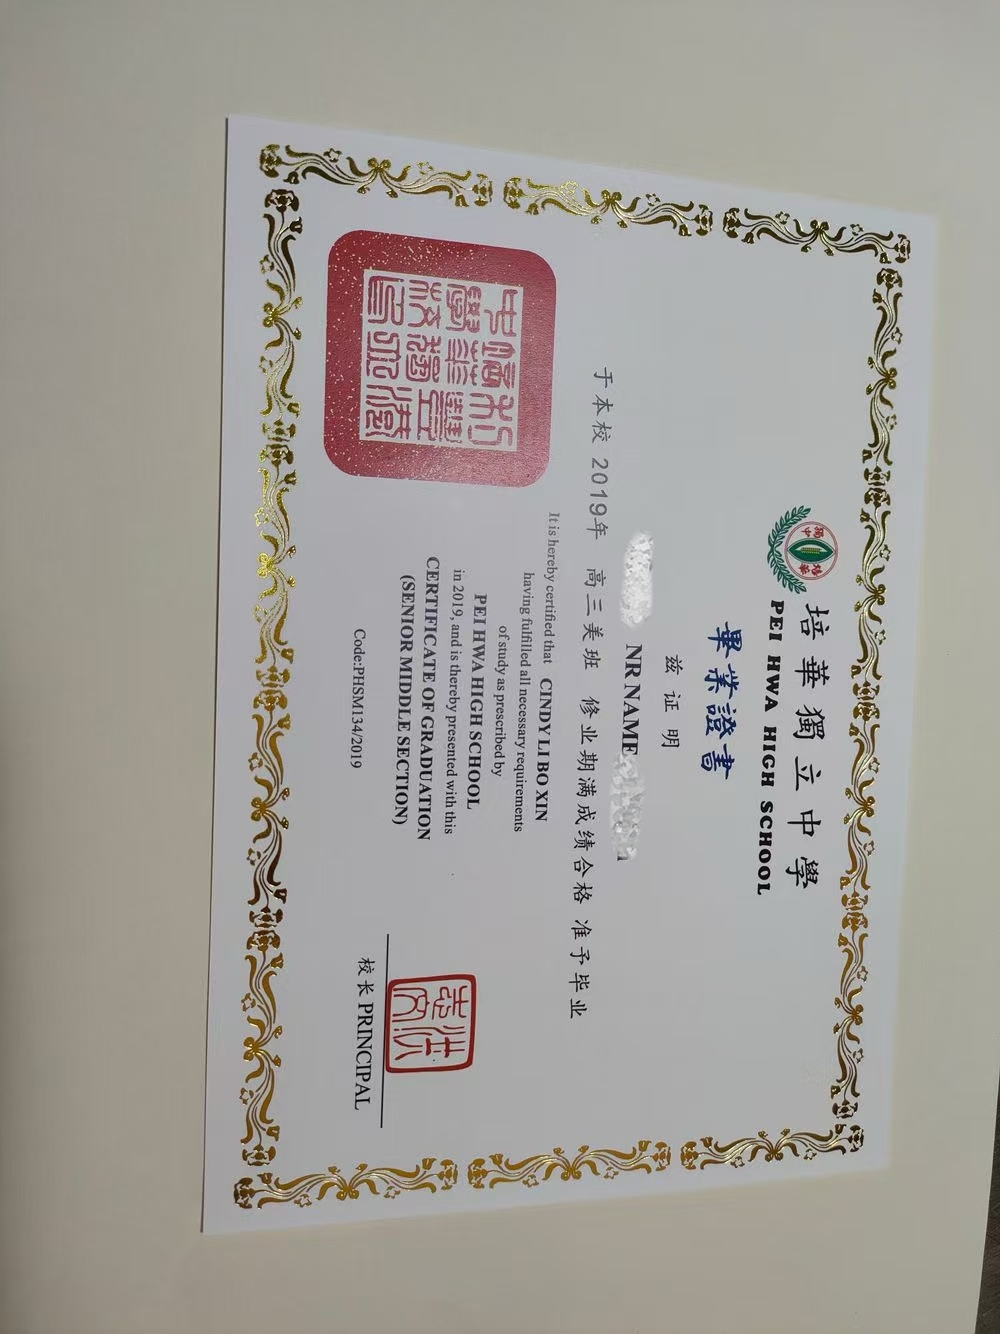 培華獨立中學
PEI HWA HIGH SCHOOL
畢業證書
兹证明
NR NAME
于本校 2019年 高三美班 修业期满成绩合格 准予毕业
It is hereby certified that CINDY LI BO XIN
having fulfilled all necessary requirements
of study as prescribed by
PEI HWA HIGH SCHOOL
in 2019, and is thereby presented with this
CERTIFICATE OF GRADUATION
(SENIOR MIDDLE SECTION)
Code:PHSM134/2019
校长 PRINCIPAL